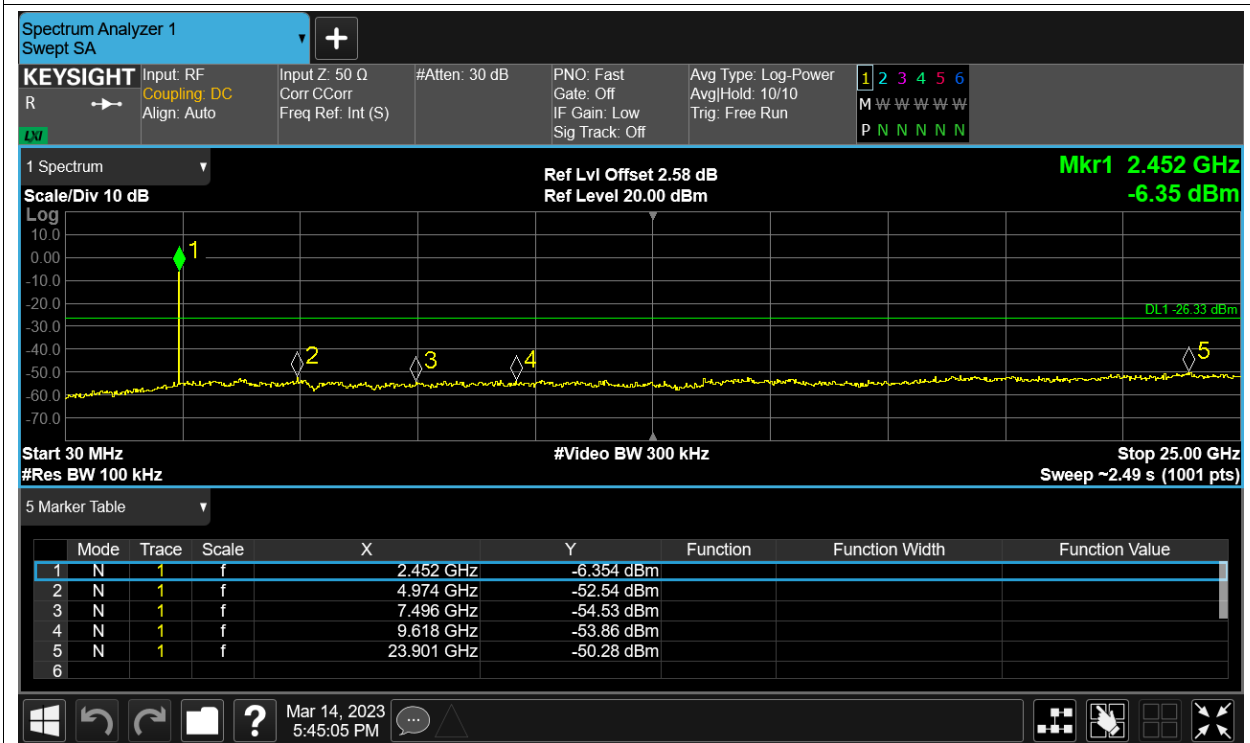 Spectrum Analyzer 1
Swept SA
KEYSIGHT
R
LXI
Input: RF
Coupling: DC
Align: Auto
Input Z: 50 Ω
Corr CCorr
Freq Ref: Int (S)
#Atten: 30 dB
PNO: Fast
Gate: Off
IF Gain: Low
Sig Track: Off
Avg Type: Log-Power
Avg|Hold: 10/10
Trig: Free Run
1 2 3 4 5 6
M W W W W W
P N N N N N
1 Spectrum
Scale/Div 10 dB
Ref Lvl Offset 2.58 dB
Ref Level 20.00 dBm
Mkr1 2.452 GHz
-6.35 dBm
Log
10.0
0.00
-10.0
-20.0
-30.0
-40.0
-50.0
-60.0
-70.0
1
2
3
4
5
DL1 -26.33 dBm
Start 30 MHz
#Res BW 100 kHz
#Video BW 300 kHz
Stop 25.00 GHz
Sweep ~2.49 s (1001 pts)
5 Marker Table
Mode Trace Scale X Y Function Function Width Function Value
1 N 1 f 2.452 GHz -6.354 dBm
2 N 1 f 4.974 GHz -52.54 dBm
3 N 1 f 7.496 GHz -54.53 dBm
4 N 1 f 9.618 GHz -53.86 dBm
5 N 1 f 23.901 GHz -50.28 dBm
6
?
Mar 14, 2023
5:45:05 PM